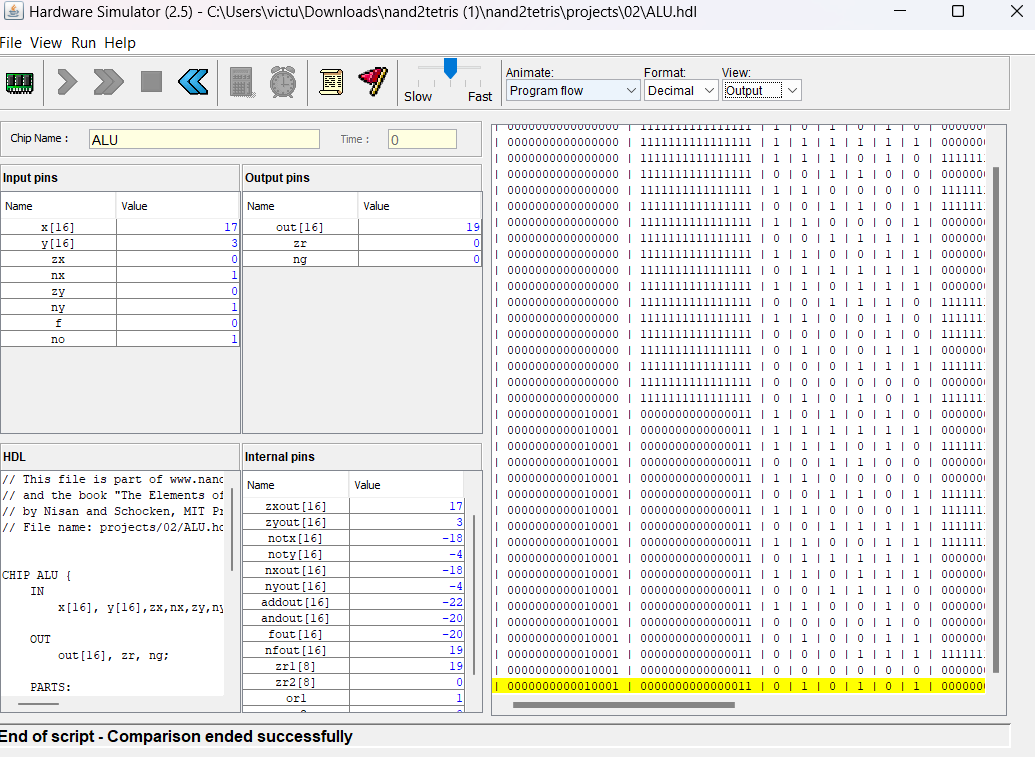 Hardware Simulator (2.5) - C:\Users\victu\Downloads\nand2tetris (1)\nand2tetris\projects\02\ALU.hdl
File View Run Help
Slow Fast
Animate: Format: View:
Program flow Decimal Output
Chip Name : ALU Time : 0
Input pins
Name Value
x[16] 17
y[16] 3
zx 0
nx 1
zy 0
ny 1
f 0
no 1
Output pins
Name Value
out[16] 19
zr 0
ng 0
HDL
// This file is part of www.nand
// and the book "The Elements of
// by Nisan and Schocken, MIT Pr
// File name: projects/02/ALU.hd
CHIP ALU {
IN
x[16], y[16],zx,nx,zy,ny
OUT
out[16], zr, ng;
PARTS:
Internal pins
Name Value
zxout[16] 17
zyout[16] 3
notx[16] -18
noty[16] -4
nxout[16] -18
nyout[16] -4
addout[16] -22
andout[16] -20
fout[16] -20
nfout[16] 19
zr1[8] 19
zr2[8] 0
or1 1
| 0000000000000000 | 1111111111111111 | 1 | 0 | 1 | 0 | 1 | 0 | 000000
| 0000000000000000 | 1111111111111111 | 1 | 1 | 1 | 1 | 1 | 1 | 000000
| 0000000000000000 | 1111111111111111 | 1 | 1 | 1 | 0 | 1 | 0 | 111111
| 0000000000000000 | 1111111111111111 | 0 | 0 | 1 | 1 | 0 | 0 | 000000
| 0000000000000000 | 1111111111111111 | 1 | 1 | 0 | 0 | 0 | 0 | 111111
| 0000000000000000 | 1111111111111111 | 0 | 0 | 1 | 1 | 0 | 1 | 111111
| 0000000000000000 | 1111111111111111 | 1 | 1 | 0 | 0 | 0 | 1 | 000000
| 0000000000000000 | 1111111111111111 | 0 | 0 | 1 | 1 | 1 | 1 | 000000
| 0000000000000000 | 1111111111111111 | 1 | 1 | 0 | 0 | 1 | 1 | 000000
| 0000000000000000 | 1111111111111111 | 0 | 1 | 1 | 1 | 1 | 1 | 000000
| 0000000000000000 | 1111111111111111 | 1 | 1 | 0 | 1 | 1 | 1 | 000000
| 0000000000000000 | 1111111111111111 | 0 | 0 | 1 | 1 | 1 | 0 | 111111
| 0000000000000000 | 1111111111111111 | 1 | 1 | 0 | 0 | 1 | 0 | 111111
| 0000000000000000 | 1111111111111111 | 0 | 0 | 0 | 0 | 1 | 0 | 111111
| 0000000000000000 | 1111111111111111 | 0 | 1 | 0 | 0 | 1 | 1 | 000000
| 0000000000000000 | 1111111111111111 | 0 | 0 | 0 | 1 | 1 | 1 | 111111
| 0000000000000000 | 1111111111111111 | 0 | 0 | 0 | 0 | 0 | 0 | 000000
| 0000000000000000 | 1111111111111111 | 0 | 1 | 0 | 1 | 0 | 1 | 111111
| 0000000000010001 | 0000000000000011 | 1 | 0 | 1 | 0 | 1 | 0 | 000000
| 0000000000010001 | 0000000000000011 | 1 | 1 | 1 | 1 | 1 | 1 | 000000
| 0000000000010001 | 0000000000000011 | 1 | 1 | 1 | 0 | 1 | 0 | 111111
| 0000000000010001 | 0000000000000011 | 0 | 0 | 1 | 1 | 0 | 0 | 000000
| 0000000000010001 | 0000000000000011 | 1 | 1 | 0 | 0 | 0 | 0 | 000000
| 0000000000010001 | 0000000000000011 | 0 | 0 | 1 | 1 | 0 | 1 | 111111
| 0000000000010001 | 0000000000000011 | 1 | 1 | 0 | 0 | 0 | 1 | 111111
| 0000000000010001 | 0000000000000011 | 0 | 0 | 1 | 1 | 1 | 1 | 111111
| 0000000000010001 | 0000000000000011 | 1 | 1 | 0 | 0 | 1 | 1 | 111111
| 0000000000010001 | 0000000000000011 | 0 | 1 | 1 | 1 | 1 | 1 | 000000
| 0000000000010001 | 0000000000000011 | 1 | 1 | 0 | 1 | 1 | 1 | 000000
| 0000000000010001 | 0000000000000011 | 0 | 0 | 1 | 1 | 1 | 0 | 000000
| 0000000000010001 | 0000000000000011 | 1 | 1 | 0 | 0 | 1 | 0 | 000000
| 0000000000010001 | 0000000000000011 | 0 | 0 | 0 | 0 | 1 | 0 | 000000
| 0000000000010001 | 0000000000000011 | 0 | 1 | 0 | 0 | 1 | 1 | 000000
| 0000000000010001 | 0000000000000011 | 0 | 0 | 0 | 1 | 1 | 1 | 111111
| 0000000000010001 | 0000000000000011 | 0 | 0 | 0 | 0 | 0 | 0 | 000000
| 0000000000010001 | 0000000000000011 | 0 | 1 | 0 | 1 | 0 | 1 | 000000
End of script - Comparison ended successfully